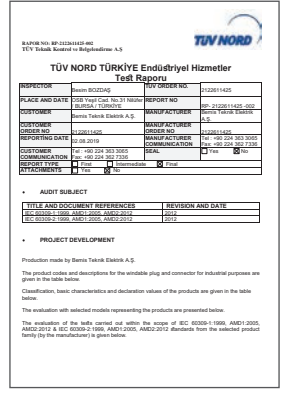 RAPOR NO: RP-2122611425-002
TÜV Teknik Kontrol ve Belgelendirme A.Ş
TUV NORD
TÜV NORD TÜRKİYE Endüstriyel Hizmetler
Test Raporu
INSPECTOR Besim BOZDAŞ TUV ORDER NO. 2122611425
PLACE AND DATE OSB Yeşil Cad. No.31 Nilüfer / BURSA / TÜRKİYE REPORT NO RP- 2122611425 -002
CUSTOMER Bemis Teknik Elektrik A.Ş. MANUFACTURER Bemis Teknik Elektrik A.Ş.
CUSTOMER ORDER NO 2122611425 MANUFACTURER ORDER NO 2122611425
REPORTING DATE 02.08.2019 MANUFACTURER COMMUNICATION Tel : +90 224 363 3065 Fax: +90 224 362 7336
CUSTOMER COMMUNICATION Tel : +90 224 363 3065 Fax: +90 224 362 7336 SEAL Yes No
REPORT TYPE First Intermediate Final
ATTACHMENTS Yes No
• AUDIT SUBJECT
TITLE AND DOCUMENT REFERENCES REVISION AND DATE
IEC 60309-1:1999, AMD1:2005, AMD2:2012 2012
IEC 60309-2:1999, AMD1:2005, AMD2:2012 2012
• PROJECT DEVELOPMENT
Production made by Bemis Teknik Elektrik A.Ş.
The product codes and descriptions for the windable plug and connector for industrial purposes are
given in the table below.
Classification, basic characteristics and declaration values of the products are given in the table
below.
The evaluation with selected models representing the products are presented below.
The evaluation of the tests carried out within the scope of IEC 60309-1:1999, AMD1:2005,
AMD2:2012 & IEC 60309-2:1999, AMD1:2005, AMD2:2012 standards from the selected product
family (by the manufacturer) is given below.